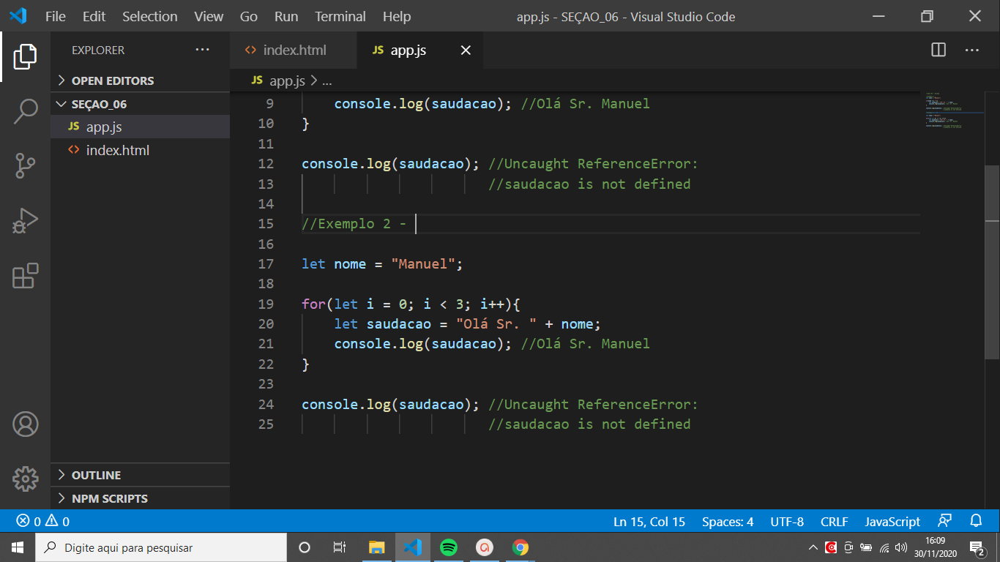 File Edit Selection View Go Run Terminal Help app.js - SEÇAO_06 - Visual Studio Code
EXPLORER
OPEN EDITORS
SEÇAO_06
JS app.js
index.html
OUTLINE
NPM SCRIPTS
index.html JS app.js
JS app.js > ...
9 console.log(saudacao); //Olá Sr. Manuel
10 }
11
12 console.log(saudacao); //Uncaught ReferenceError:
13 //saudacao is not defined
14
15 //Exemplo 2 -
16
17 let nome = "Manuel";
18
19 for(let i = 0; i < 3; i++){
20 let saudacao = "Olá Sr. " + nome;
21 console.log(saudacao); //Olá Sr. Manuel
22 }
23
24 console.log(saudacao); //Uncaught ReferenceError:
25 //saudacao is not defined
0 0 Ln 15, Col 15 Spaces: 4 UTF-8 CRLF JavaScript
Digite aqui para pesquisar
16:09
30/11/2020
2